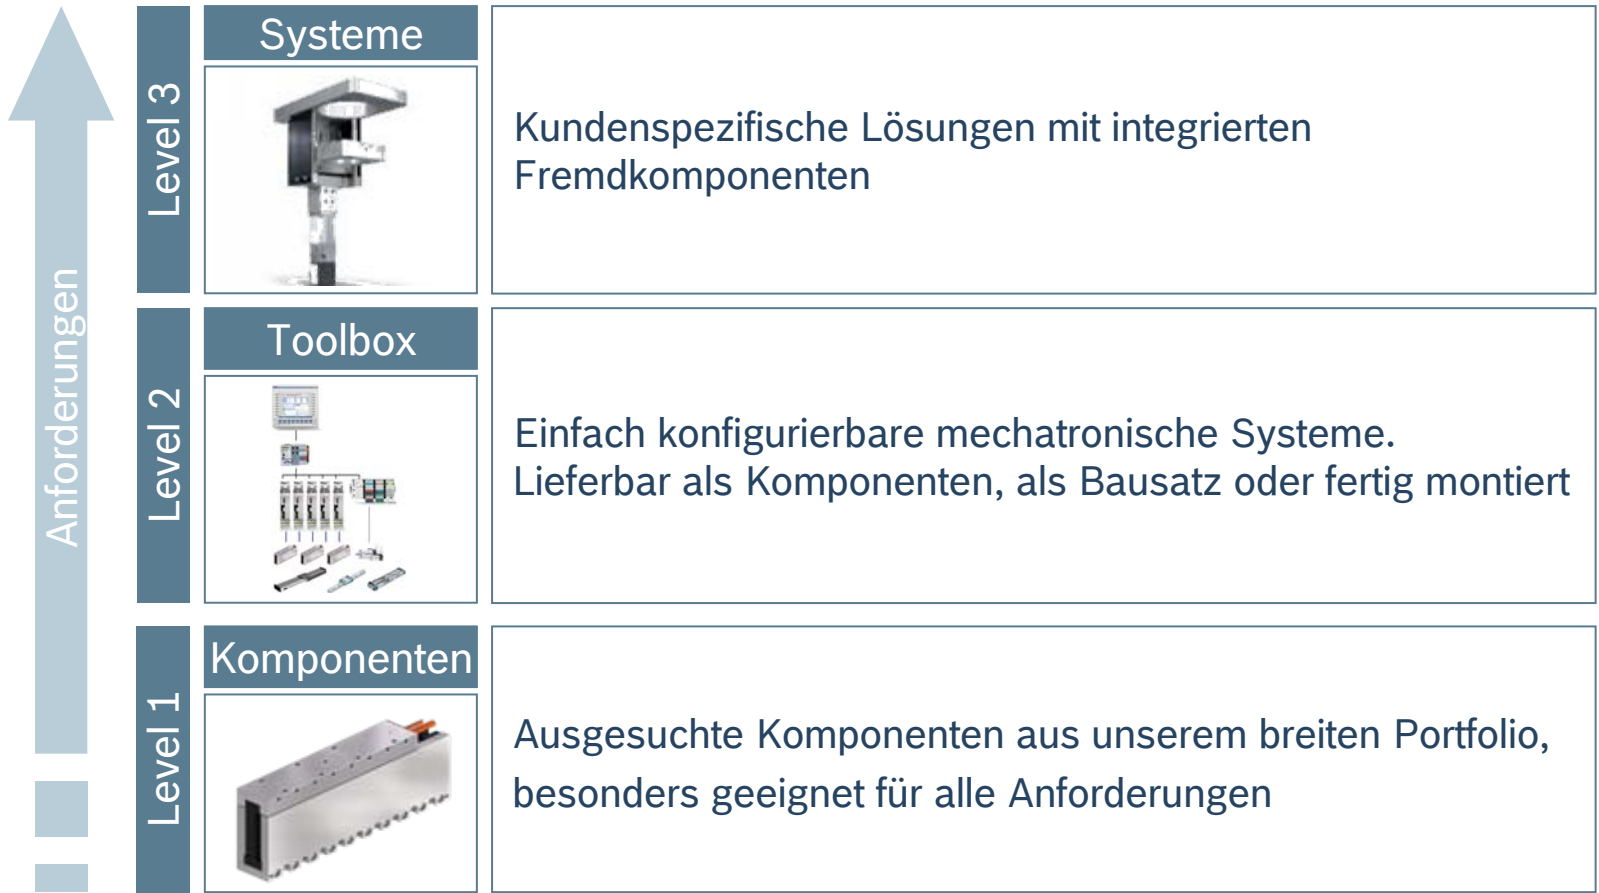 Anforderungen
Level 3
Systeme
Kundenspezifische Lösungen mit integrierten
Fremdkomponenten
Level 2
Toolbox
Einfach konfigurierbare mechatronische Systeme.
Lieferbar als Komponenten, als Bausatz oder fertig montiert
Level 1
Komponenten
Ausgesuchte Komponenten aus unserem breiten Portfolio,
besonders geeignet für alle Anforderungen